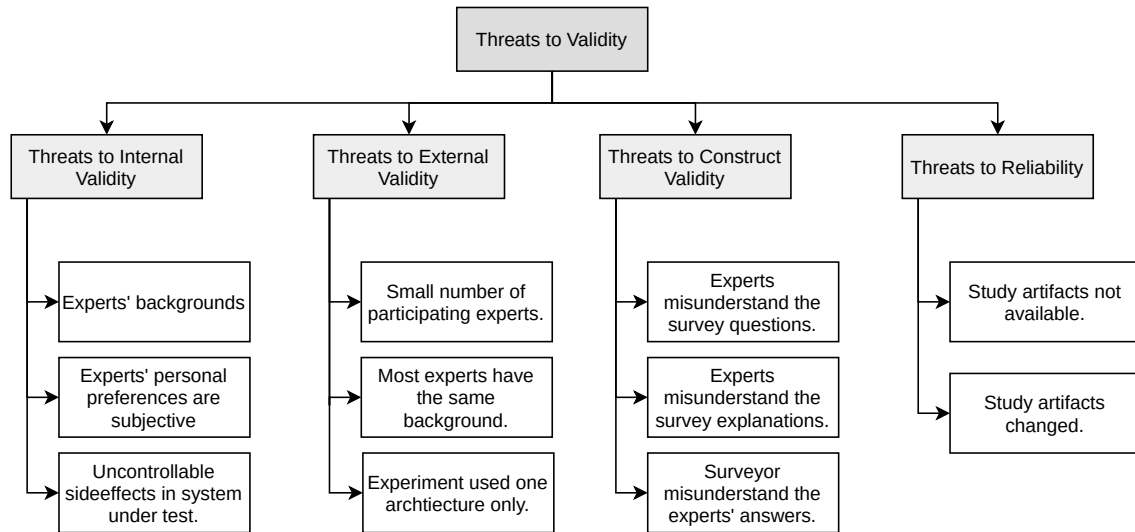 Threats to Validity
Threats to Internal
Validity
Threats to External
Validity
Threats to Construct
Validity
Threats to Reliability
Experts' backgrounds
Experts' personal
preferences are
subjective
Uncontrollable
sideeffects in system
under test.
Small number of
participating experts.
Most experts have
the same
background.
Experiment used one
archtiecture only.
Experts
misunderstand the
survey questions.
Experts
misunderstand the
survey explanations.
Surveyor
misunderstand the
experts' answers.
Study artifacts not
available.
Study artifacts
changed.